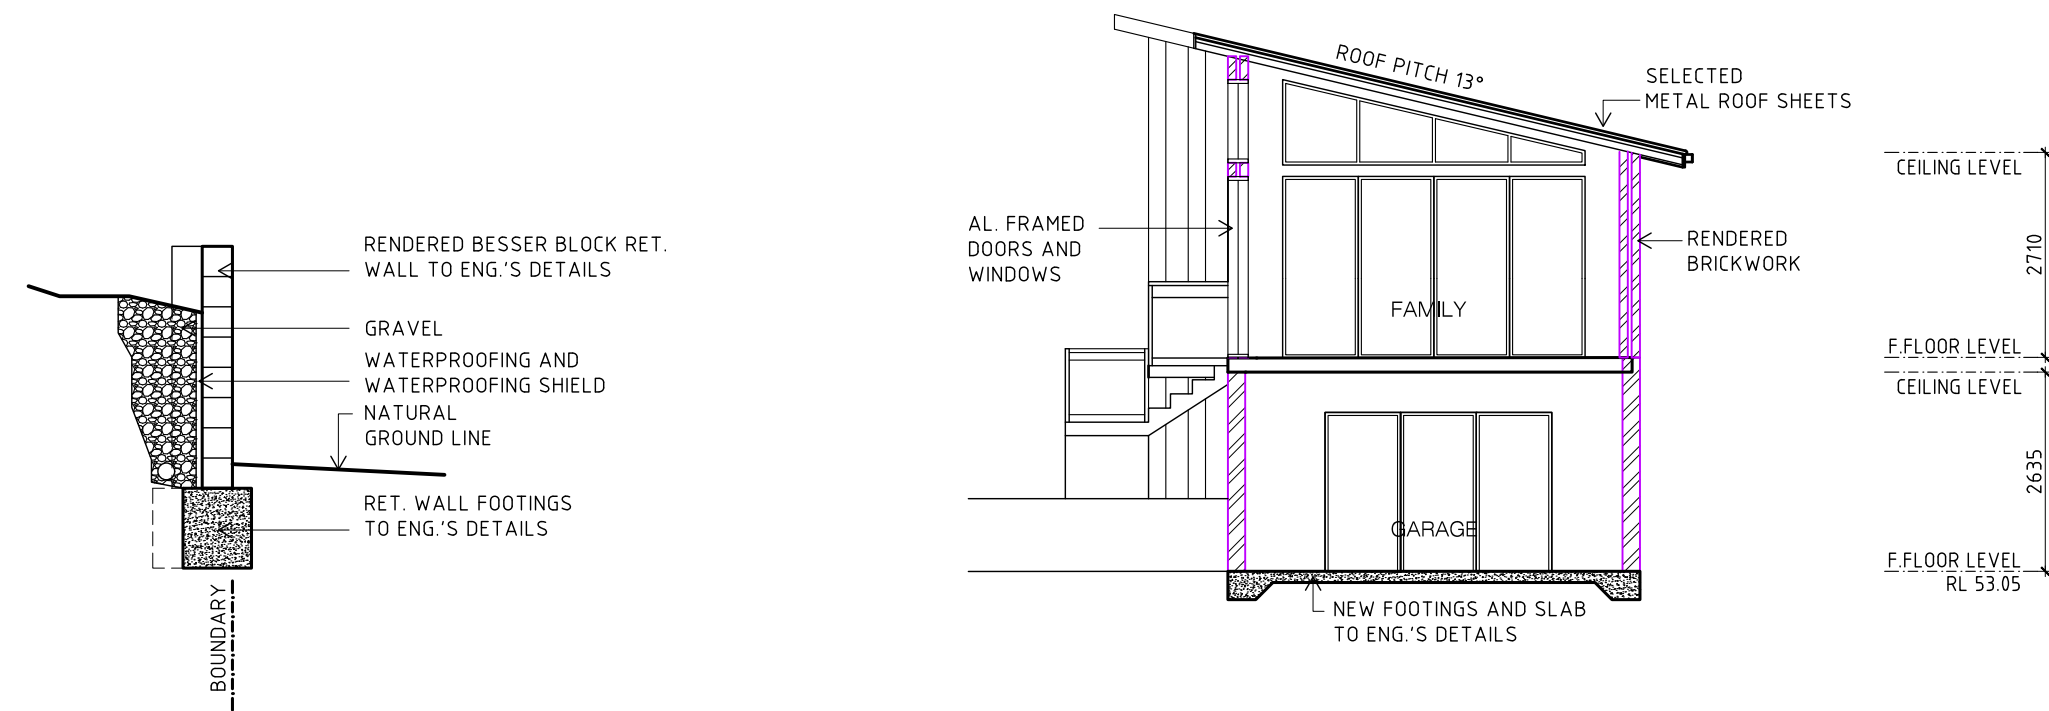 RENDERED BESSER BLOCK RET.
WALL TO ENG.'S DETAILS
GRAVEL
WATERPROOFING AND
WATERPROOFING SHIELD
NATURAL
GROUND LINE
RET. WALL FOOTINGS
TO ENG.'S DETAILS
BOUNDARY
ROOF PITCH 13°
SELECTED
METAL ROOF SHEETS
AL. FRAMED
DOORS AND
WINDOWS
RENDERED
BRICKWORK
FAMILY
GARAGE
NEW FOOTINGS AND SLAB
TO ENG.'S DETAILS
CEILING LEVEL
2710
F.FLOOR LEVEL
CEILING LEVEL
2635
F.FLOOR LEVEL
RL 53.05